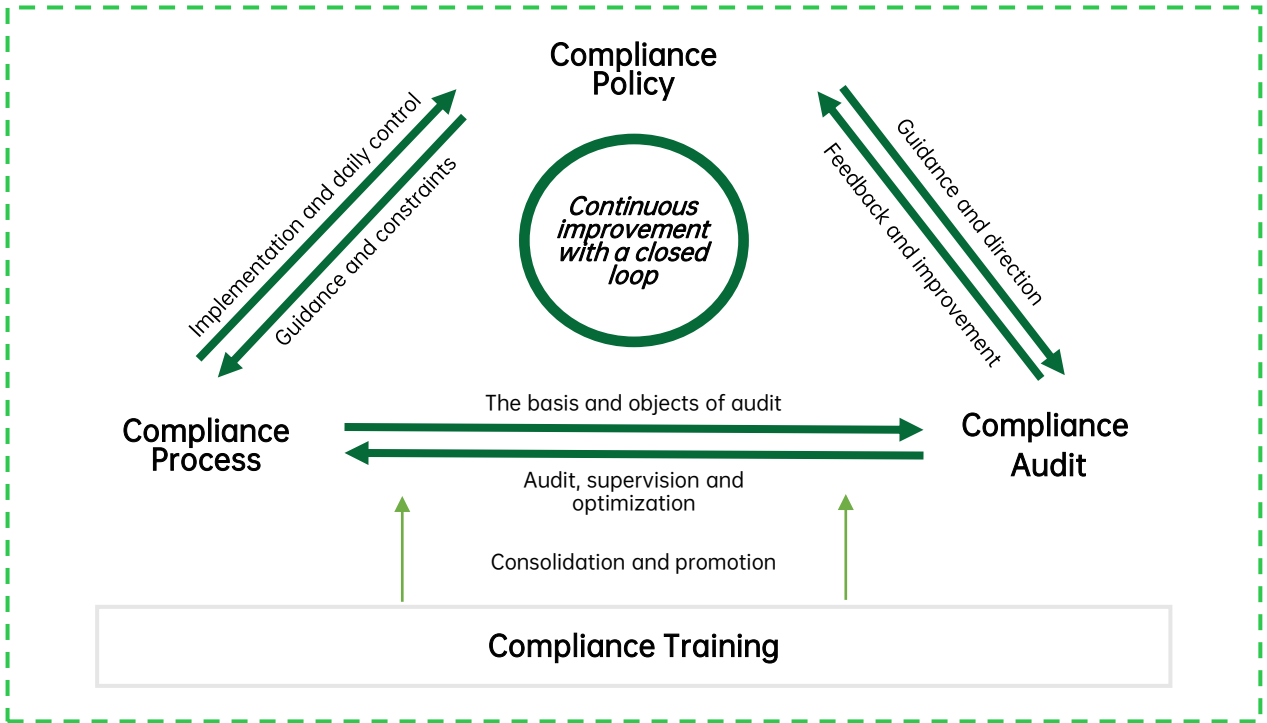 Compliance
Policy
Implementation and daily control
Guidance and constraints
Continuous
improvement
with a closed
loop
Guidance and direction
Feedback and improvement
Compliance
Process
The basis and objects of audit
Audit, supervision and
optimization
Compliance
Audit
Consolidation and promotion
Compliance Training